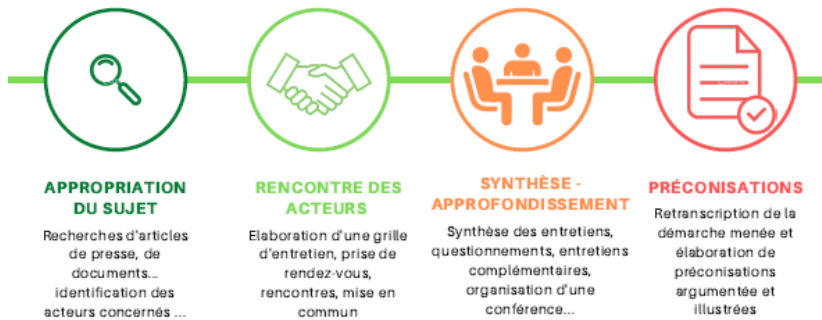 APPROPRIATION
DU SUJET
Recherches d'articles
de presse, de
documents...
identification des
acteurs concernés ...
RENCONTRE DES
ACTEURS
Elaboration d'une grille
d'entretien, prise de
rendez-vous,
rencontres, mise en
commun
SYNTHÈSE -
APPROFONDISSEMENT
Synthèse des entretiens,
questionnements, entretiens
complémentaires,
organisation d'une
conférence...
PRÉCONISATIONS
Retranscription de la
démarche menée et
élaboration de
préconisations
argumentée et
illustrées